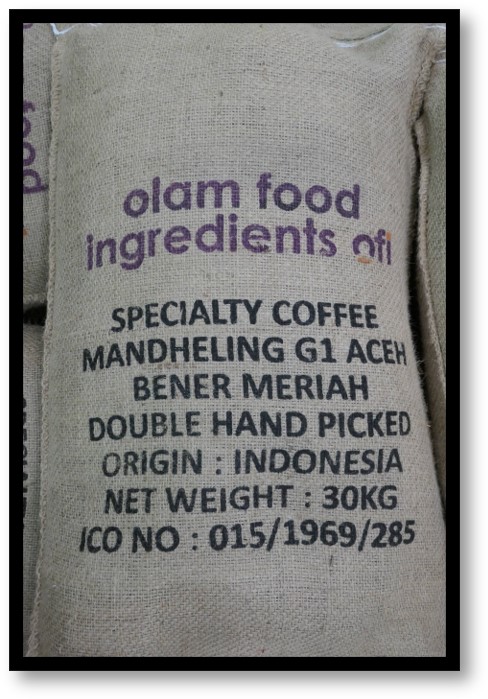 olam food
ingredients ofi
SPECIALTY COFFEE
MANDHELING G1 ACEH
BENER MERIAH
DOUBLE HAND PICKED
ORIGIN : INDONESIA
NET WEIGHT : 30KG
ICO NO : 015/1969/285